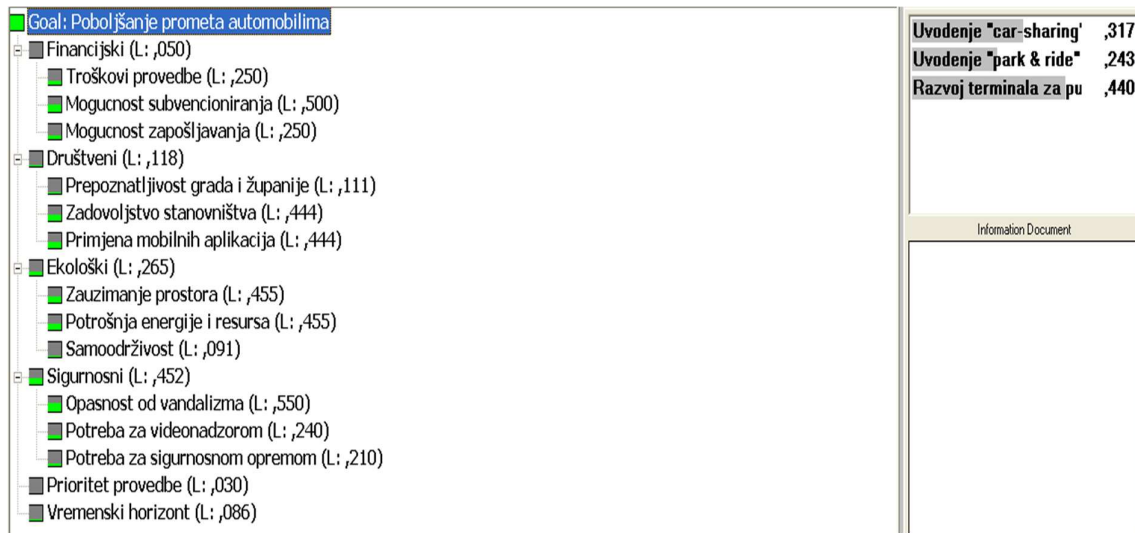 Goal: Poboljšanje prometa automobilima
Financijski (L: ,050)
Troškovi provedbe (L: ,250)
Mogucnost subvencioniranja (L: ,500)
Mogucnost zapošljavanja (L: ,250)
Društveni (L: ,118)
Prepoznatljivost grada i županije (L: ,111)
Zadovoljstvo stanovništva (L: ,444)
Primjena mobilnih aplikacija (L: ,444)
Ekološki (L: ,265)
Zauzimanje prostora (L: ,455)
Potrošnja energije i resursa (L: ,455)
Samoodrživost (L: ,091)
Sigurnosni (L: ,452)
Opasnost od vandalizma (L: ,550)
Potreba za videonadzorom (L: ,240)
Potreba za sigurnosnom opremom (L: ,210)
Prioritet provedbe (L: ,030)
Vremenski horizont (L: ,086)
Uvodenje "car-sharing' ,317
Uvodenje "park & ride" ,243
Razvoj terminala za pu ,440
Information Document